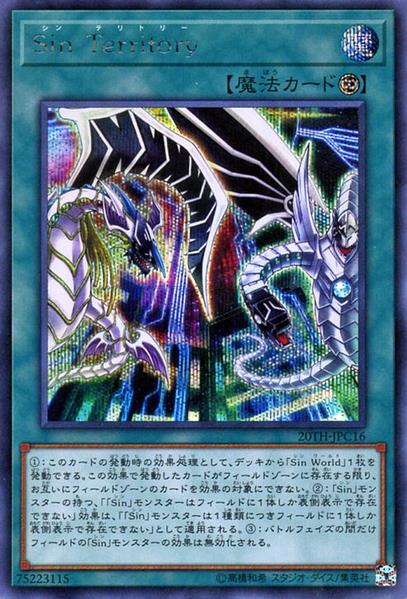 シン テリトリー
Sin Territory
【魔法カード】
20TH-JPC16
①：このカードの発動時の効果処理として、デッキから「Sin World」1枚
を発動できる。この効果で発動したカードがフィールドゾーンに存在する限り、
お互いにフィールドゾーンのカードを効果の対象にできない。②：「Sin」モン
スターの持つ、「「Sin」モンスターはフィールドに1体しか表側表示で存在
できない」効果は、「「Sin」モンスターは1種類につきフィールドに1体しか
表側表示で存在できない」として適用される。③：バトルフェイズの間だけ
フィールドの「Sin」モンスターの効果は無効化される。
75223115
©高橋和希 スタジオ・ダイス/集英社